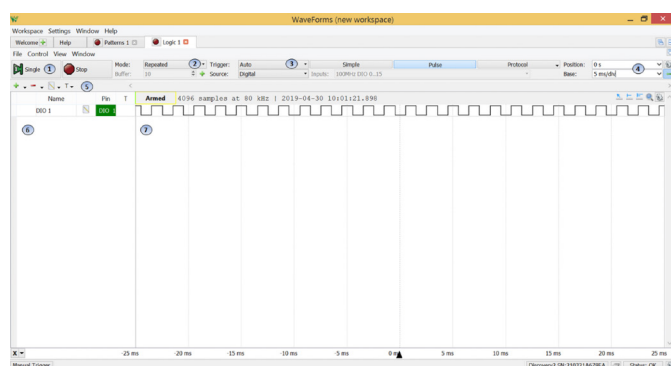 WaveForms (new workspace)
Workspace Settings Window Help
Welcome Help Patterns 1 Logic 1
File Control View Window
Single 1 Stop Mode: Repeated 2 Trigger: Auto 3 Simple Pulse Protocol Position: 0 s
Buffer: 10 Source: Digital Inputs: 100MHz DIO 0..15 Base: 5 ms/div 4
T 5
Name Pin T Armed 4096 samples at 80 kHz | 2019-04-30 10:01:21.898
DIO 1 DIO 1
6 7
X -25 ms -20 ms -15 ms -10 ms -5 ms 0 ms 5 ms 10 ms 15 ms 20 ms 25 ms
Manual Trigger Status: OK